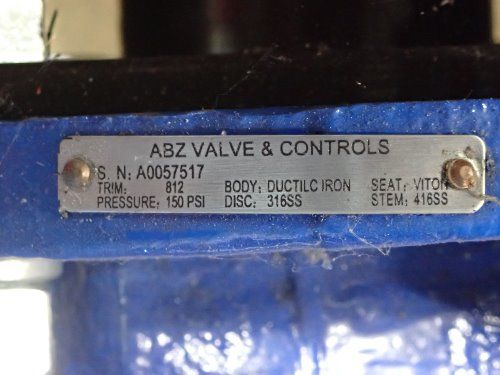 ABZ VALVE & CONTROLS
S. N: A0057517
TRIM: 812 BODY: DUCTILC IRON SEAT: VITON
PRESSURE: 150 PSI DISC: 316SS STEM: 416SS